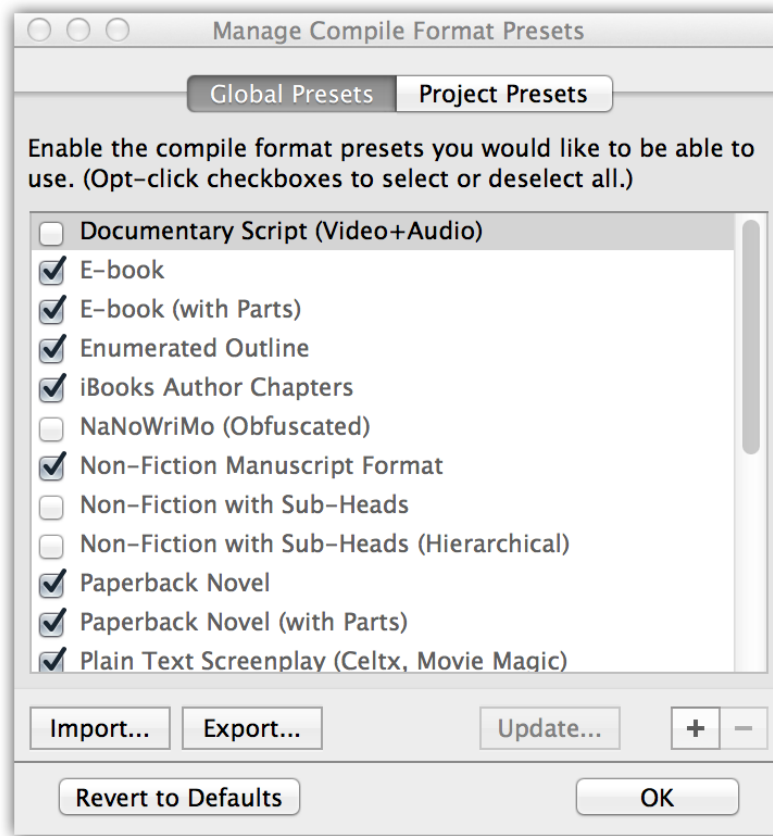 Manage Compile Format Presets
Global Presets
Project Presets
Enable the compile format presets you would like to be able to
use. (Opt-click checkboxes to select or deselect all.)
Documentary Script (Video+Audio)
E-book
E-book (with Parts)
Enumerated Outline
iBooks Author Chapters
NaNoWriMo (Obfuscated)
Non-Fiction Manuscript Format
Non-Fiction with Sub-Heads
Non-Fiction with Sub-Heads (Hierarchical)
Paperback Novel
Paperback Novel (with Parts)
Plain Text Screenplay (Celtx, Movie Magic)
Import...
Export...
Update...
+
−
Revert to Defaults
OK